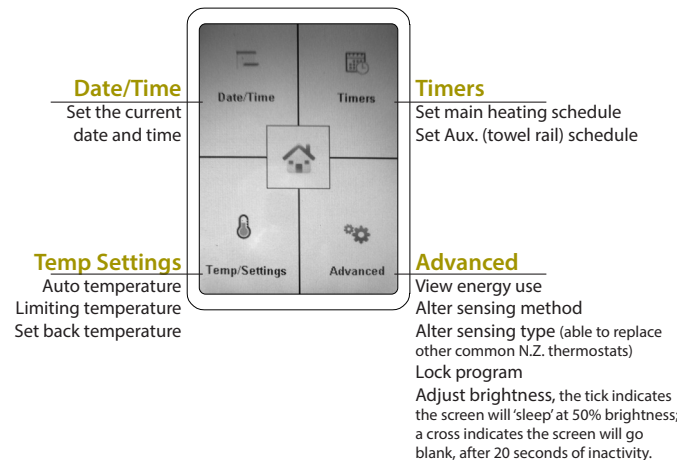 Date/Time
Set the current
date and time
Date/Time
Timers
Timers
Set main heating schedule
Set Aux. (towel rail) schedule
Temp Settings
Auto temperature
Limiting temperature
Set back temperature
Temp/Settings
Advanced
Advanced
View energy use
Alter sensing method
Alter sensing type (able to replace
other common N.Z. thermostats)
Lock program
Adjust brightness, the tick indicates
the screen will ‘sleep’ at 50% brightness;
a cross indicates the screen will go
blank, after 20 seconds of inactivity.